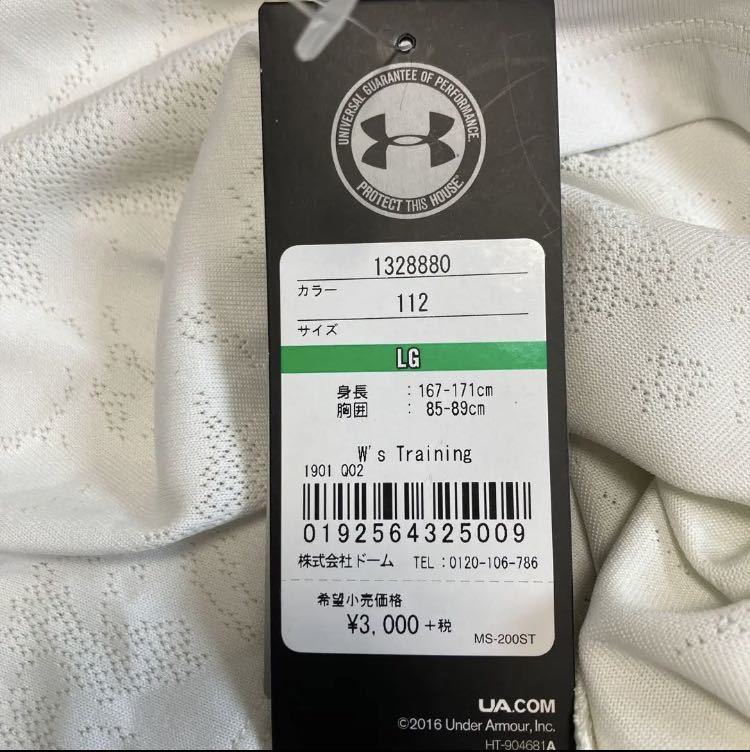 UNIVERSAL GUARANTEE OF PERFORMANCE.
PROTECT THIS HOUSE
1328880
カラー
112
サイズ
LG
身長 : 167-171cm
胸囲 : 85-89cm
W's Training
1901 Q02
0192564325009
株式会社ドーム TEL:0120-106-786
希望小売価格
¥3,000+税
MS-200ST
UA.COM
©2016 Under Armour, Inc.
HT-904681A